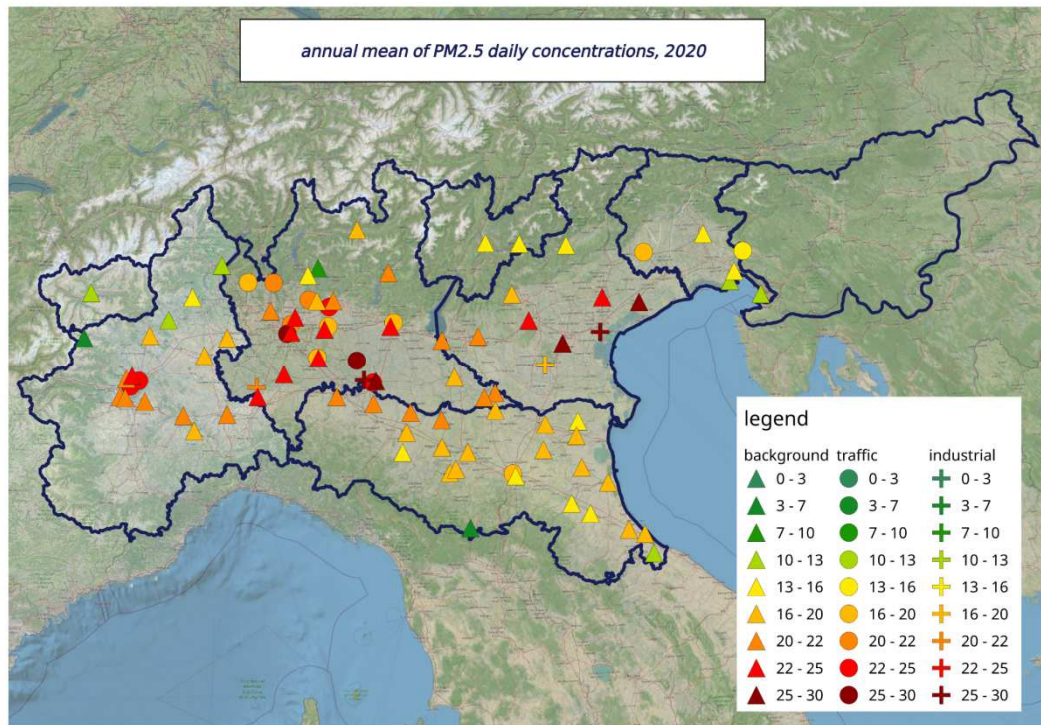 annual mean of PM2.5 daily concentrations, 2020
legend
background traffic industrial
0 - 3 0 - 3 0 - 3
3 - 7 3 - 7 3 - 7
7 - 10 7 - 10 7 - 10
10 - 13 10 - 13 10 - 13
13 - 16 13 - 16 13 - 16
16 - 20 16 - 20 16 - 20
20 - 22 20 - 22 20 - 22
22 - 25 22 - 25 22 - 25
25 - 30 25 - 30 25 - 30